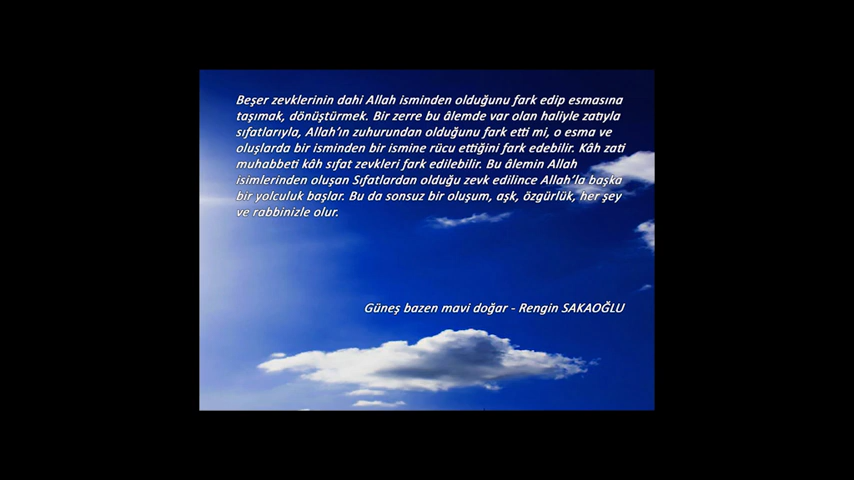 Beşer zevklerinin dahi Allah isminden olduğunu fark edip esmasına
taşımak, dönüştürmek. Bir zerre bu âlemde var olan haliyle zatıyla
sıfatlarıyla, Allah'ın zuhurundan olduğunu fark etti mi, o esma ve
oluşlarda bir isminden bir ismine rücu ettiğini fark edebilir. Kâh zati
muhabbeti kâh sıfat zevkleri fark edilebilir. Bu âlemin Allah
isimlerinden oluşan Sıfatlardan olduğu zevk edilince Allah'la başka
bir yolculuk başlar. Bu da sonsuz bir oluşum, aşk, özgürlük, her şey
ve rabbinizle olur.
Güneş bazen mavi doğar - Rengin SAKAOĞLU